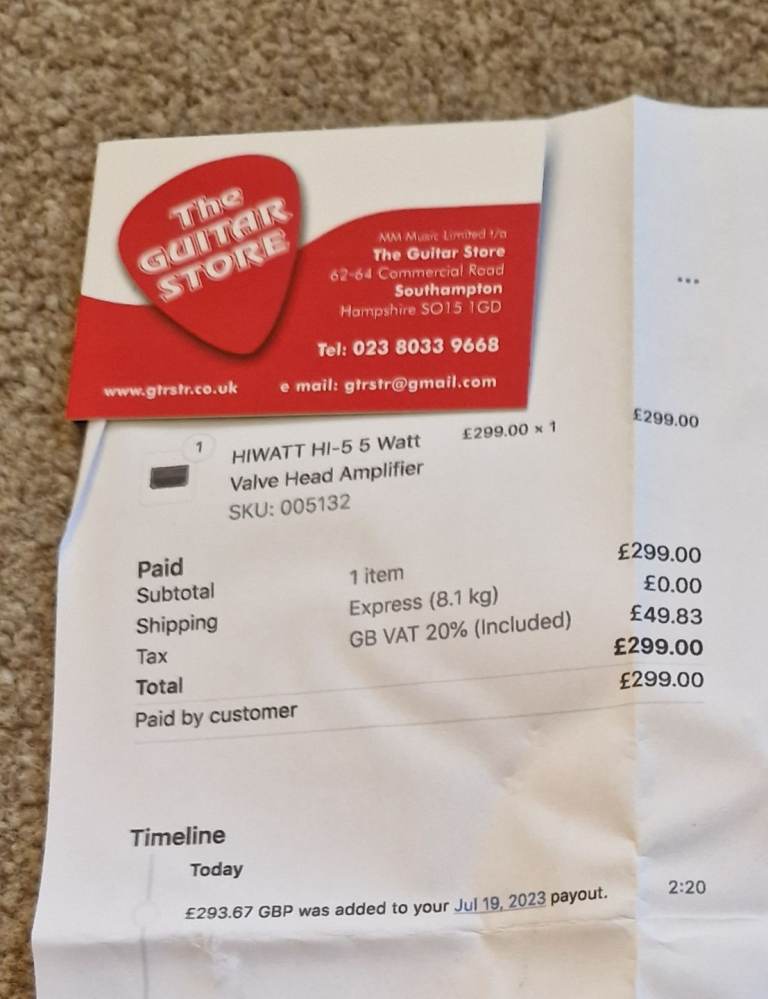 The
GUITAR
STORE
MM Music Limited t/a
The Guitar Store
62-64 Commercial Road
Southampton
Hampshire SO15 1GD
Tel: 023 8033 9668
www.gtrstr.co.uk e mail: gtrstr@gmail.com
...
1 HIWATT HI-5 5 Watt £299.00 × 1 £299.00
Valve Head Amplifier
SKU: 005132
Paid
Subtotal 1 item £299.00
Shipping Express (8.1 kg) £0.00
Tax GB VAT 20% (Included) £49.83
Total £299.00
Paid by customer £299.00
Timeline
Today
£293.67 GBP was added to your Jul 19, 2023 payout. 2:20